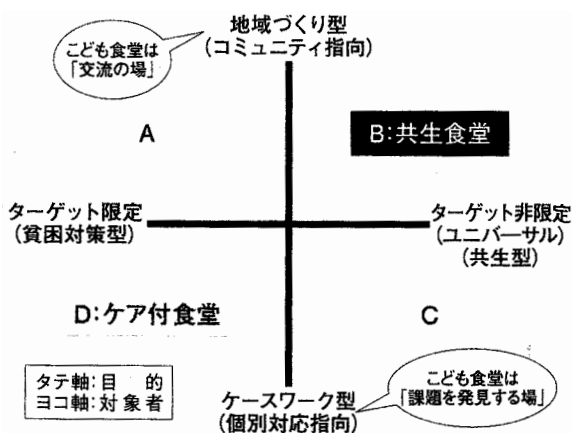 地域づくり型
(コミュニティ指向)
こども食堂は
「交流の場」
A
B:共生食堂
ターゲット限定
(貧困対策型)
ターゲット非限定
(ユニバーサル)
(共生型)
D:ケア付食堂
C
タテ軸:目　的
ヨコ軸:対象者
ケースワーク型
(個別対応指向)
こども食堂は
「課題を発見する場」